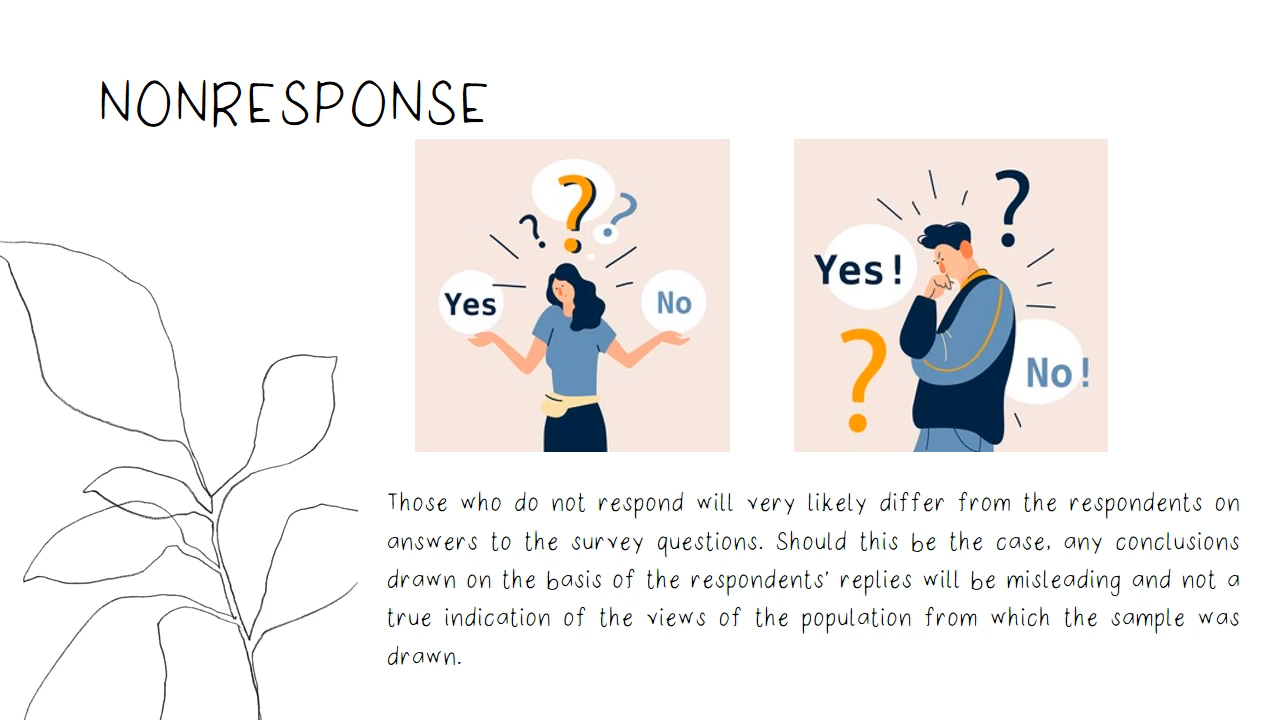 NONRESPONSE
?
?
?
Yes
No
?
Yes!
?
No!
Those who do not respond will very likely differ from the respondents on
answers to the survey questions. Should this be the case, any conclusions
drawn on the basis of the respondents' replies will be misleading and not a
true indication of the views of the population from which the sample was
drawn.